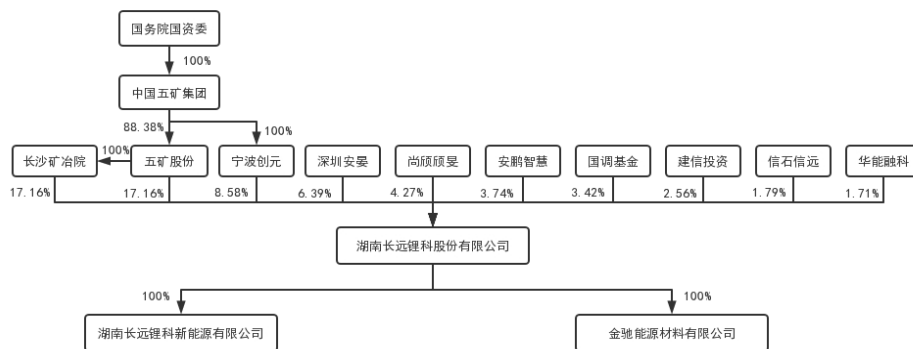 国务院国资委
100%
中国五矿集团
88.38%
100%
长沙矿冶院
100%
五矿股份
宁波创元
深圳安晏
尚颀颀旻
安鹏智慧
国调基金
建信投资
信石信远
华能融科
17.16%
17.16%
8.58%
6.39%
4.27%
3.74%
3.42%
2.56%
1.79%
1.71%
湖南长远锂科股份有限公司
100%
100%
湖南长远锂科新能源有限公司
金驰能源材料有限公司